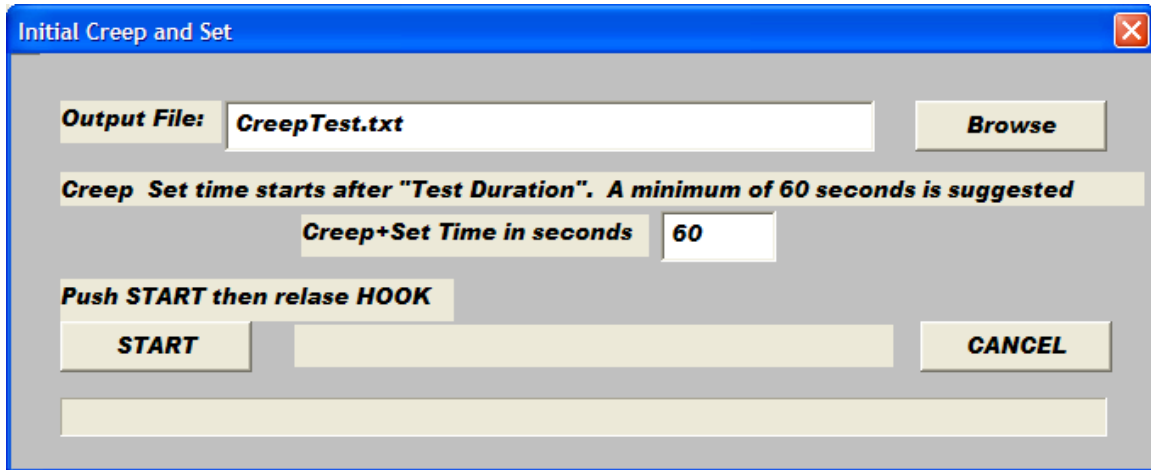 Initial Creep and Set
Output File: CreepTest.txt Browse
Creep Set time starts after "Test Duration". A minimum of 60 seconds is suggested
Creep+Set Time in seconds 60
Push START then relase HOOK
START CANCEL